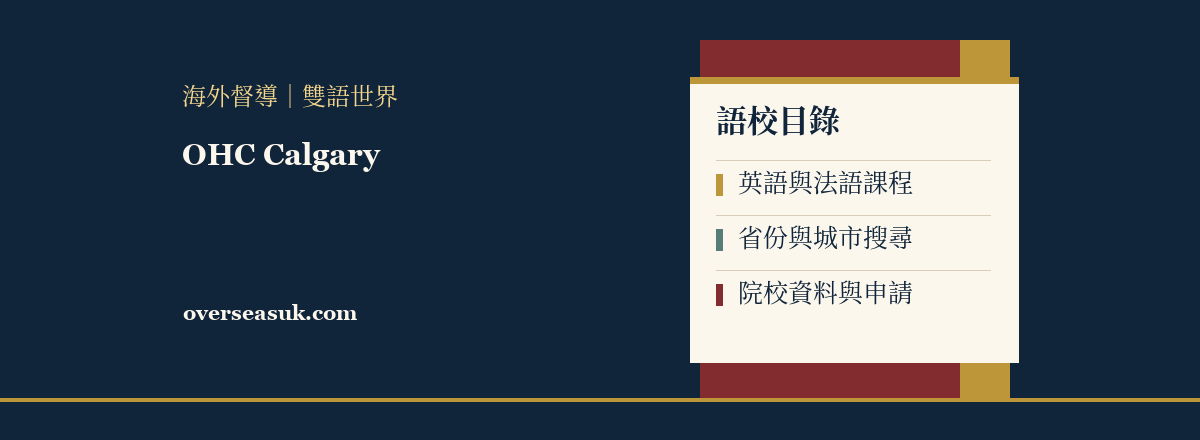 海外督導｜雙語世界
OHC Calgary
overseasuk.com
語校目錄
英語與法語課程
省份與城市搜尋
院校資料與申請